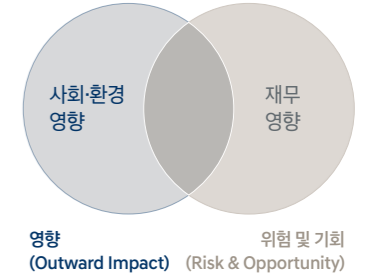 사회·환경
영향
재무
영향
영향
(Outward Impact)
위험 및 기회
(Risk & Opportunity)